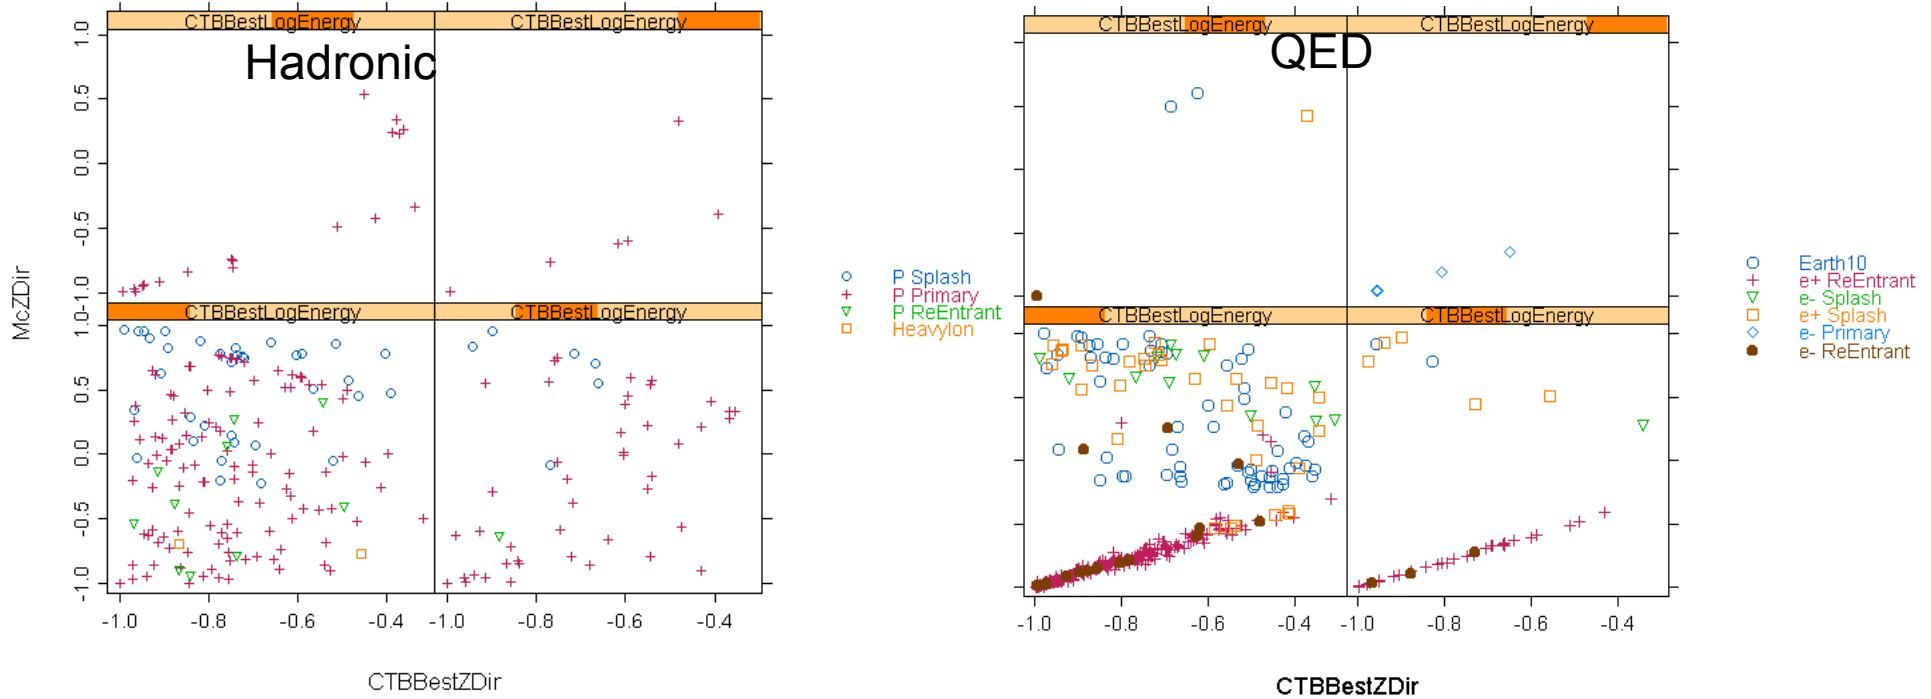 CTBBestLogEnergy CTBBestLogEnergy
Hadronic
1.0
0.5
0.0
-0.5
-1.0
CTBBestLogEnergy CTBBestLogEnergy
1.0
0.5
0.0
-0.5
-1.0
McZDir
-1.0 -0.8 -0.6 -0.4 -1.0 -0.8 -0.6 -0.4
CTBBestZDir
P Splash
P Primary
P ReEntrant
HeavyIon
CTBBestLogEnergy CTBBestLogEnergy
QED
CTBBestLogEnergy CTBBestLogEnergy
-1.0 -0.8 -0.6 -0.4 -1.0 -0.8 -0.6 -0.4
CTBBestZDir
Earth10
e+ ReEntrant
e- Splash
e+ Splash
e- Primary
e- ReEntrant